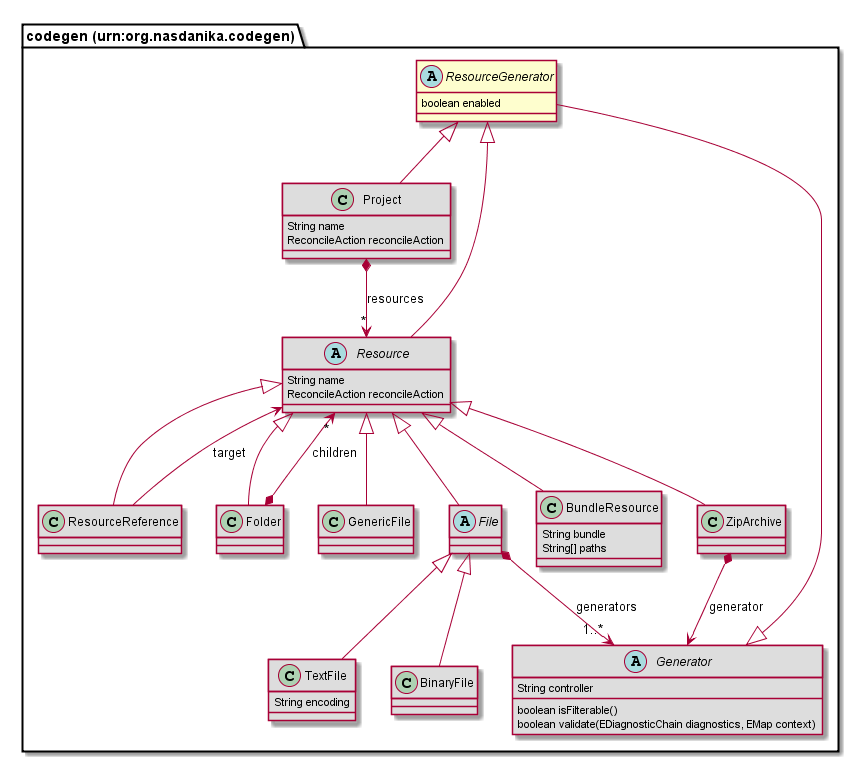 codegen (urn:org.nasdanika.codegen)
A ResourceGenerator
boolean enabled
C Project
String name
ReconcileAction reconcileAction
resources
*
A Resource
String name
ReconcileAction reconcileAction
*
target
children
C ResourceReference
C Folder
C GenericFile
A File
C BundleResource
String bundle
String[] paths
C ZipArchive
generators
1..*
generator
C TextFile
String encoding
C BinaryFile
A Generator
String controller
boolean isFilterable()
boolean validate(EDiagnosticChain diagnostics, EMap context)